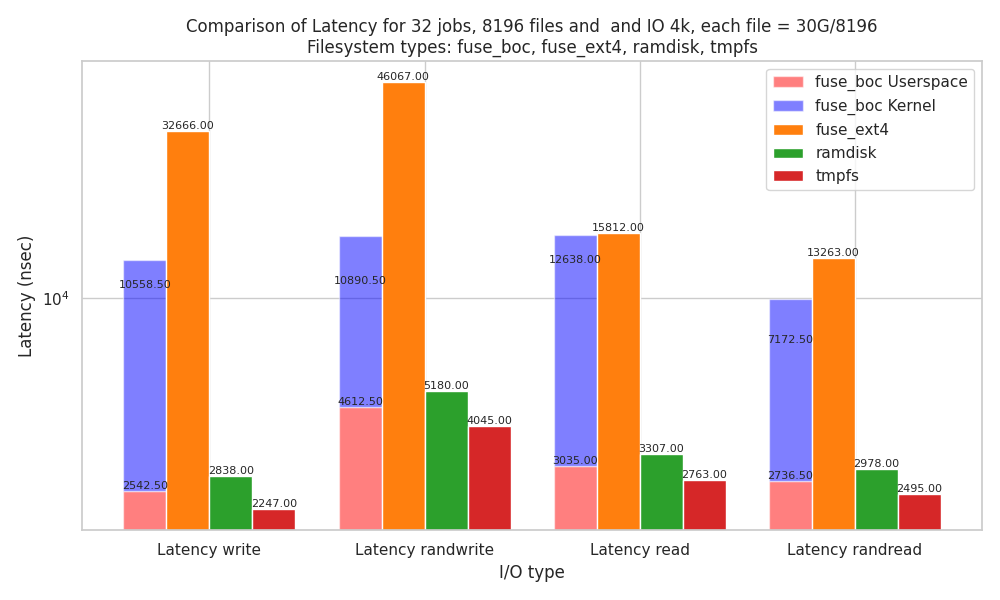 Comparison of Latency for 32 jobs, 8196 files and  and IO 4k, each file = 30G/8196
Filesystem types: fuse_boc, fuse_ext4, ramdisk, tmpfs
fuse_boc Userspace
fuse_boc Kernel
fuse_ext4
ramdisk
tmpfs
Latency (nsec)
10^4
10558.50
2542.50
32666.00
2838.00
2247.00
10890.50
4612.50
46067.00
5180.00
4045.00
12638.00
3035.00
15812.00
3307.00
2763.00
7172.50
2736.50
13263.00
2978.00
2495.00
Latency write
Latency randwrite
Latency read
Latency randread
I/O type